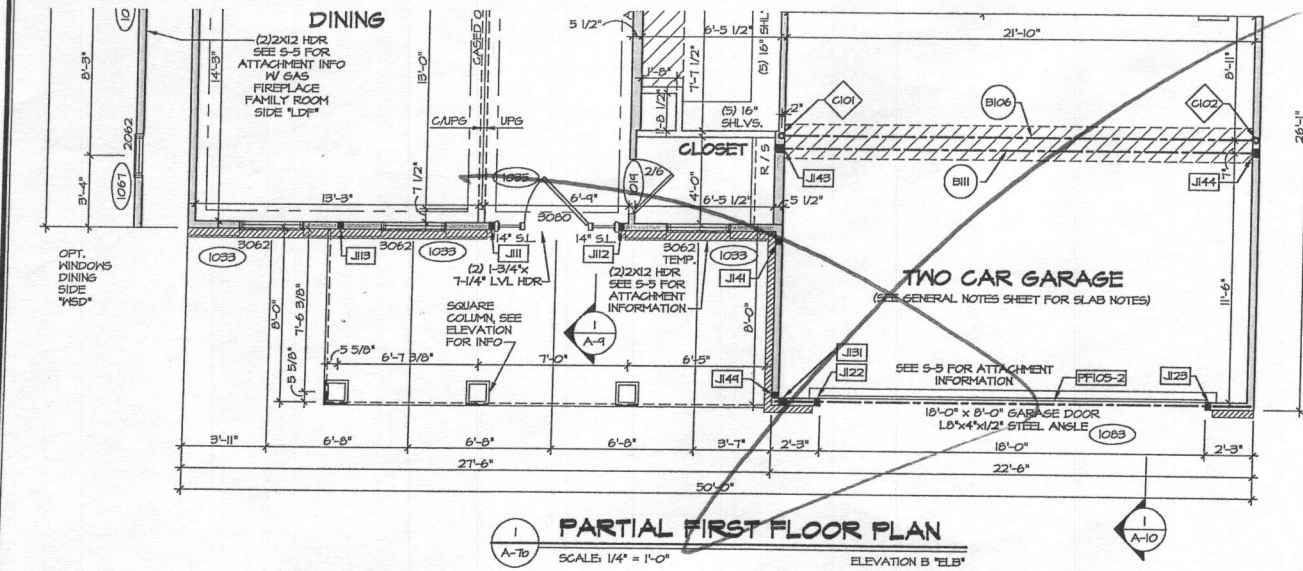 DINING
(2)2X12 HDR
SEE S-5 FOR
ATTACHMENT INFO
W/ GAS
FIREPLACE
FAMILY ROOM
SIDE "LDF"
8'-3"
2062
3'-4"
1067
OPT.
WINDOWS
DINING
SIDE
"WSD"
14'-3"
13'-0"
C/UPG
UPG
5 1/2"
6'-5 1/2"
(5) 16" SHL
1'-8"
7'-7 1/2"
1'-8 1/2"
(5) 16"
SHLVS.
2"
CLOSET
R / S
21'-10"
8'-11"
C101
B106
C102
26'-1"
J143
B111
J144
7"
13'-3"
7 1/2"
1035
6'-9"
3080
1019
2/6
4'-0"
6'-5 1/2"
5 1/2"
3062
1033
J113
3062
1033
14" S.L.
J111
14" S.L.
J112
3062
TEMP.
1033
J141
(2) 1-3/4"x
7-1/4" LVL HDR
(2)2X12 HDR
SEE S-5 FOR
ATTACHMENT
INFORMATION
SQUARE
COLUMN, SEE
ELEVATION
FOR INFO
1
A-9
8'-0"
7'-6 3/8"
5 5/8"
5 5/8"
6'-7 3/8"
7'-0"
6'-5"
8'-0"
TWO CAR GARAGE
(SEE GENERAL NOTES SHEET FOR SLAB NOTES)
11'-6"
J149
J131
J122
SEE S-5 FOR ATTACHMENT
INFORMATION
PF105-2
J123
18'-0" x 8'-0" GARAGE DOOR
L8"x4"x1/2" STEEL ANGLE
1083
3'-11"
6'-8"
6'-8"
6'-8"
3'-7"
2'-3"
18'-0"
2'-3"
27'-6"
22'-6"
50'-0"
1
A-7b
PARTIAL FIRST FLOOR PLAN
SCALE: 1/4" = 1'-0"
ELEVATION B "ELB"
1
A-10